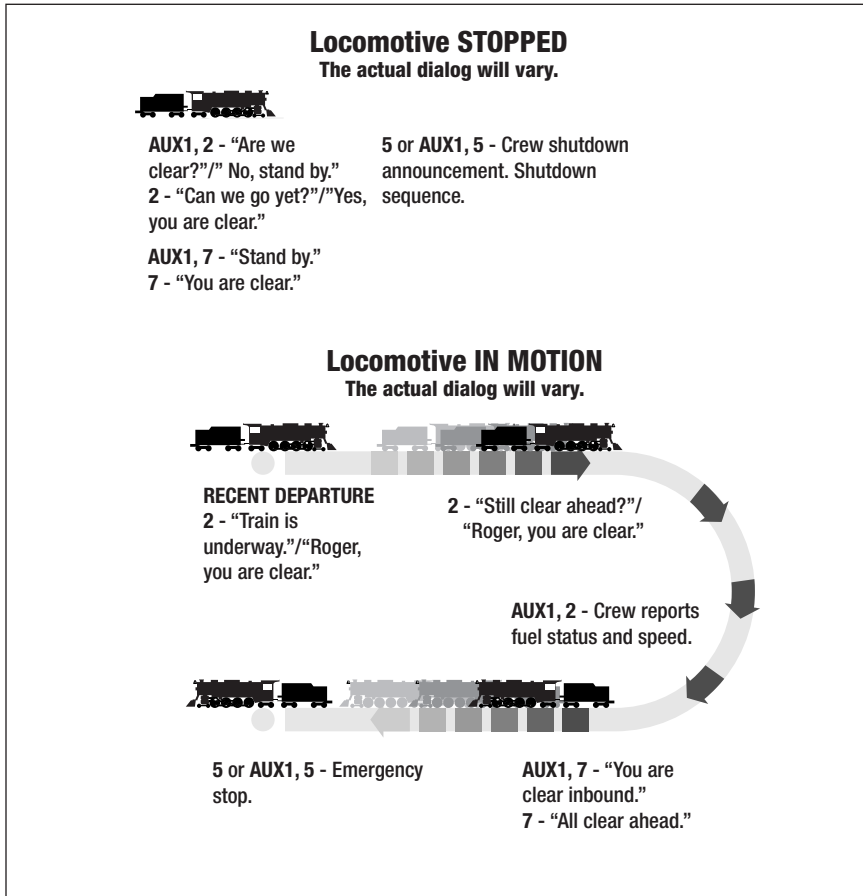 Locomotive STOPPED
The actual dialog will vary.
AUX1, 2 - “Are we
clear?”/” No, stand by.”
2 - “Can we go yet?”/“Yes,
you are clear.”
AUX1, 7 - “Stand by.”
7 - “You are clear.”
5 or AUX1, 5 - Crew shutdown
announcement. Shutdown
sequence.
Locomotive IN MOTION
The actual dialog will vary.
RECENT DEPARTURE
2 - “Train is
underway.”/“Roger,
you are clear.”
2 - “Still clear ahead?”/
“Roger, you are clear.”
AUX1, 2 - Crew reports
fuel status and speed.
AUX1, 7 - “You are
clear inbound.”
7 - “All clear ahead.”
5 or AUX1, 5 - Emergency
stop.